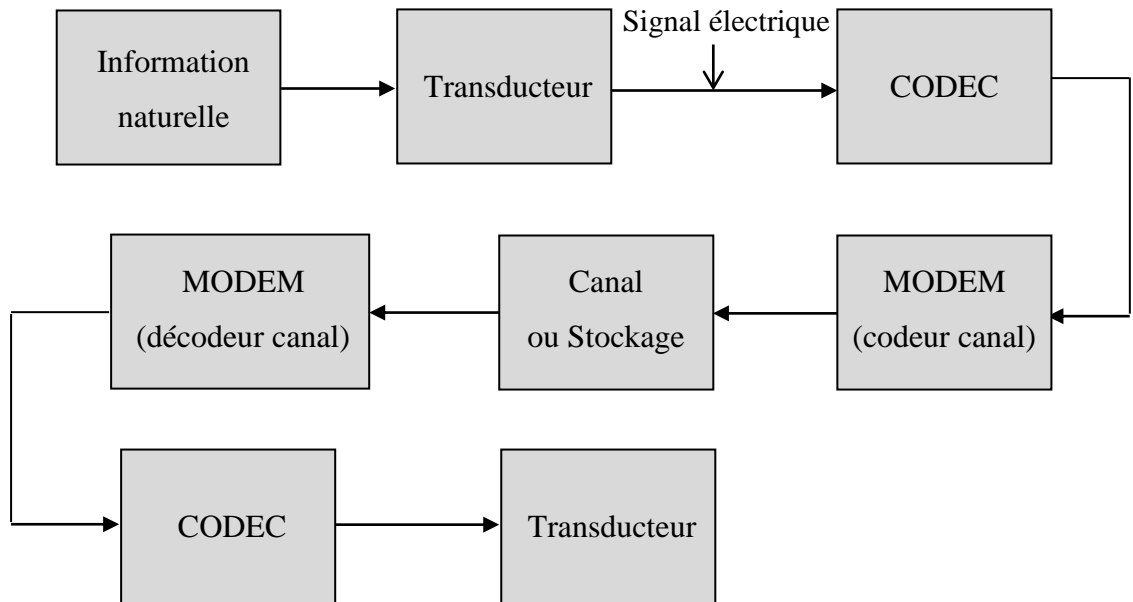 Signal électrique
Information
naturelle
Transducteur
CODEC
MODEM
(décodeur canal)
Canal
ou Stockage
MODEM
(codeur canal)
CODEC
Transducteur